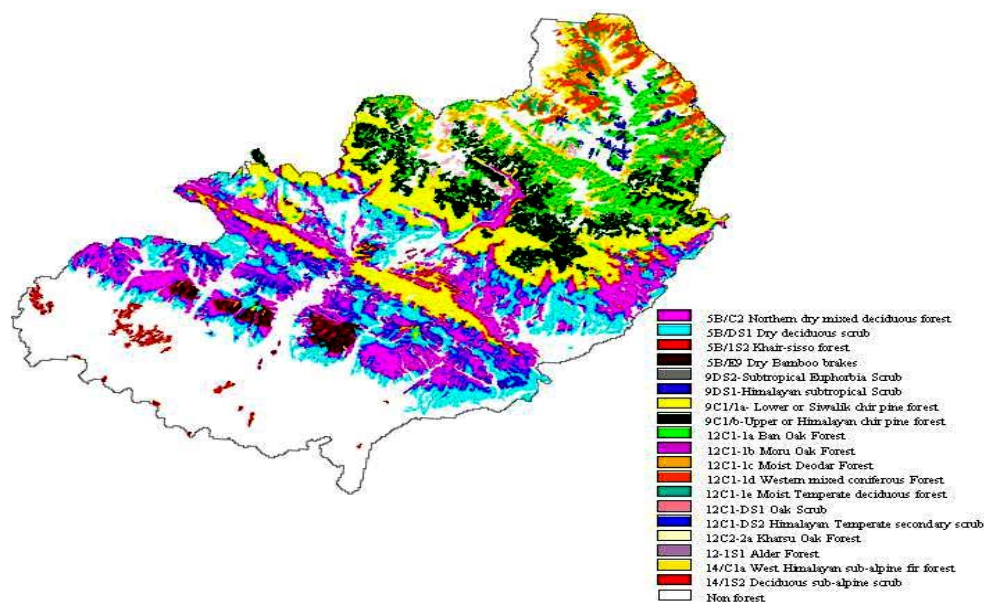 5B/C2 Northern dry mixed deciduous forest
5B/DS1 Dry deciduous scrub
5B/1S2 Khair-sisso forest
5B/E9 Dry Bamboo brakes
9DS2-Subtropical Euphorbia Scrub
9DS1-Himalayan subtropical Scrub
9C1/1a- Lower or Siwalik chir pine forest
9C1/b-Upper or Himalayan chir pine forest
12C1-1a Ban Oak Forest
12C1-1b Moru Oak Forest
12C1-1c Moist Deodar Forest
12C1-1d Western mixed coniferous Forest
12C1-1e Moist Temperate deciduous forest
12C1-DS1 Oak Scrub
12C1-DS2 Himalayan Temperate secondary scrub
12C2-2a Kharsu Oak Forest
12-1S1 Alder Forest
14/C1a West Himalayan sub-alpine fir forest
14/1S2 Deciduous sub-alpine scrub
Non forest